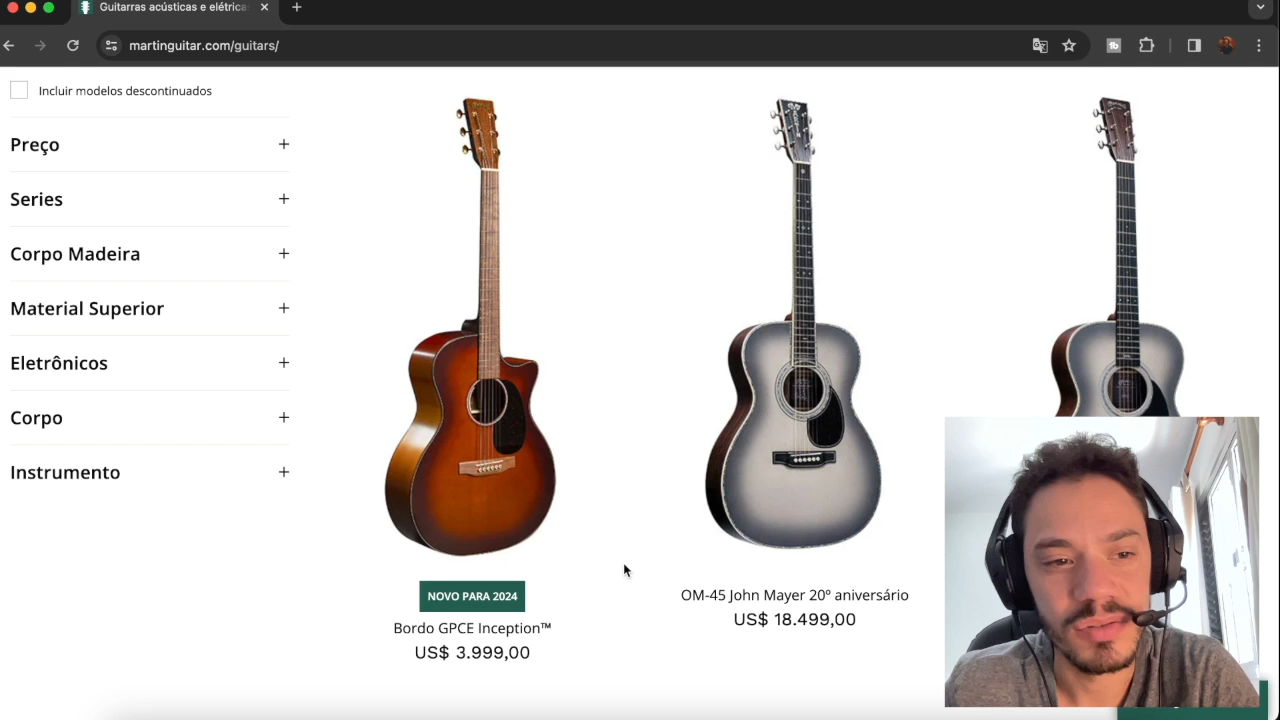 Guitarras acústicas e elétrica
martinguitar.com/guitars/
Incluir modelos descontinuados
Preço
Series
Corpo Madeira
Material Superior
Eletrônicos
Corpo
Instrumento
NOVO PARA 2024
Bordo GPCE Inception™
US$ 3.999,00
OM-45 John Mayer 20º aniversário
US$ 18.499,00